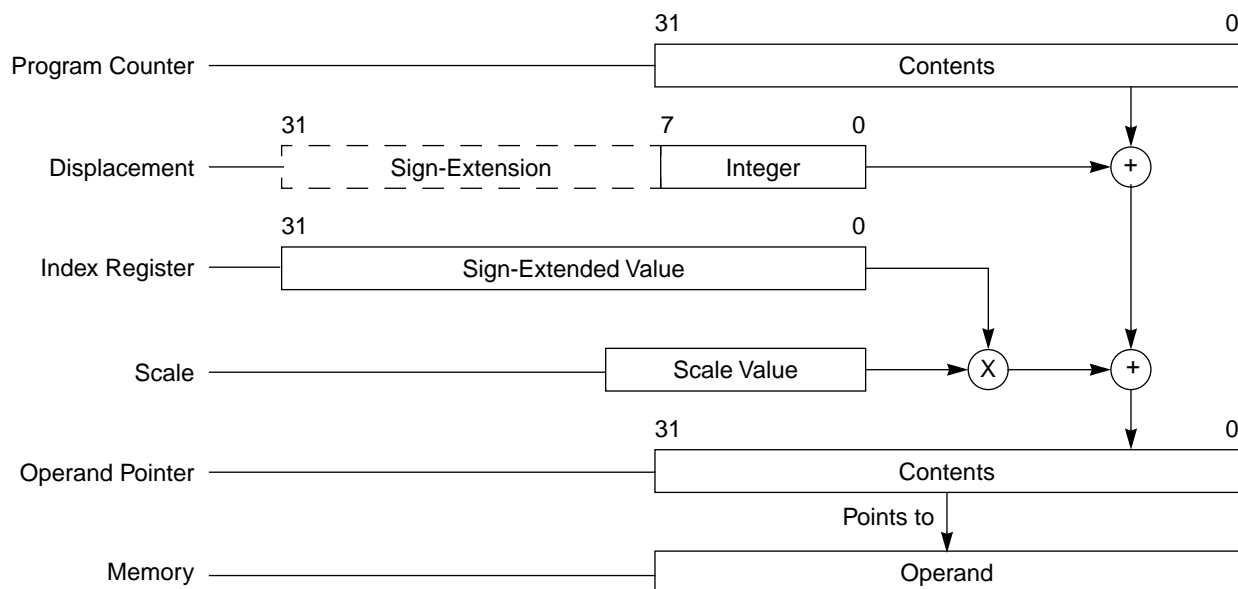 31 0
Program Counter Contents
31 7 0
Displacement Sign-Extension Integer +
31 0
Index Register Sign-Extended Value
Scale Scale Value X +
31 0
Operand Pointer Contents
Points to
Memory Operand